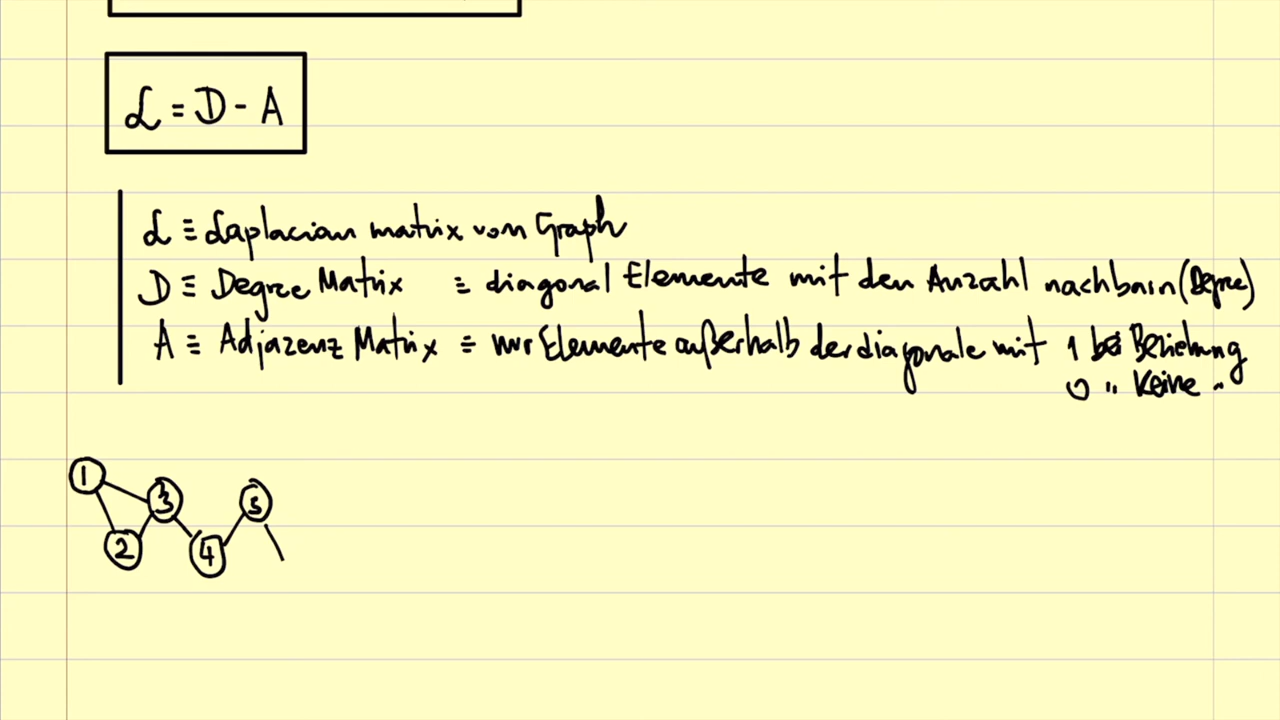 L = D - A
L ≡ Laplacian matrix von Graph
D ≡ Degree Matrix = diagonal Elemente mit den Anzahl nachbarn (Degree)
A ≡ Adjazenz Matrix = nur Elemente außerhalb der diagonale mit 1 bei Beziehung
0 " Keine "
1
3
5
2
4